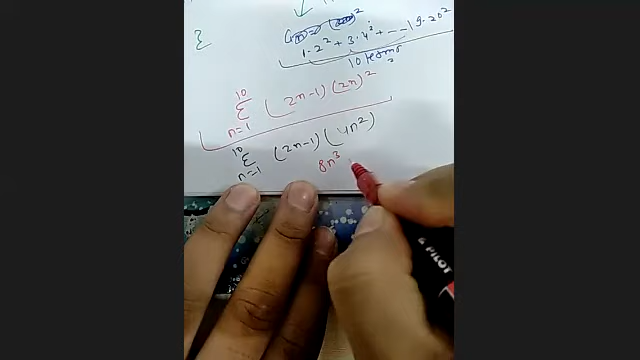 Σ
1·2² + 3·4² + - - 19·20²
10 terms
10
Σ (2n-1) (2n)²
n=1
10
Σ (2n-1) (4n²)
n=1
8n³
PILOT